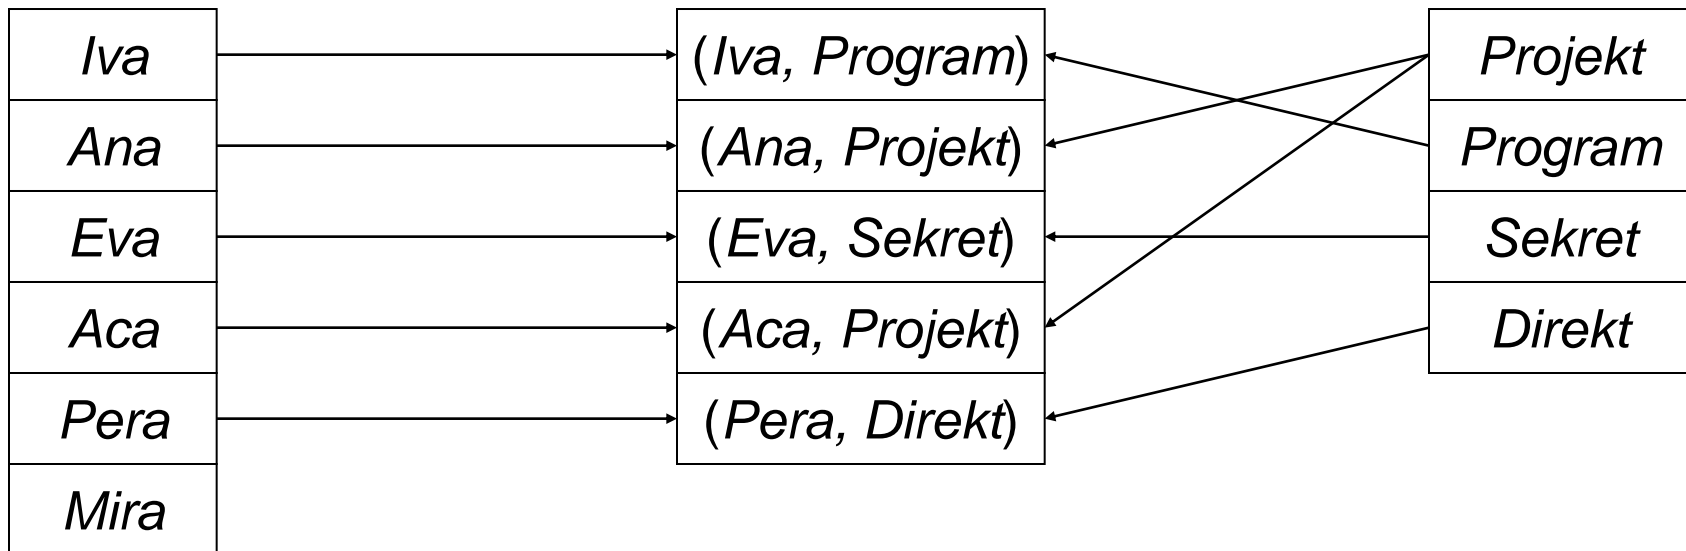 Iva
Ana
Eva
Aca
Pera
Mira
(Iva, Program)
(Ana, Projekt)
(Eva, Sekret)
(Aca, Projekt)
(Pera, Direkt)
Projekt
Program
Sekret
Direkt